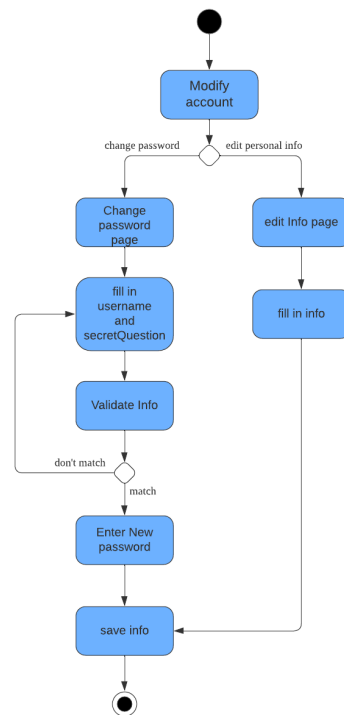 Modify
account
change password
edit personal info
Change
password
page
edit Info page
fill in
username
and
secretQuestion
fill in info
Validate Info
don't match
match
Enter New
password
save info